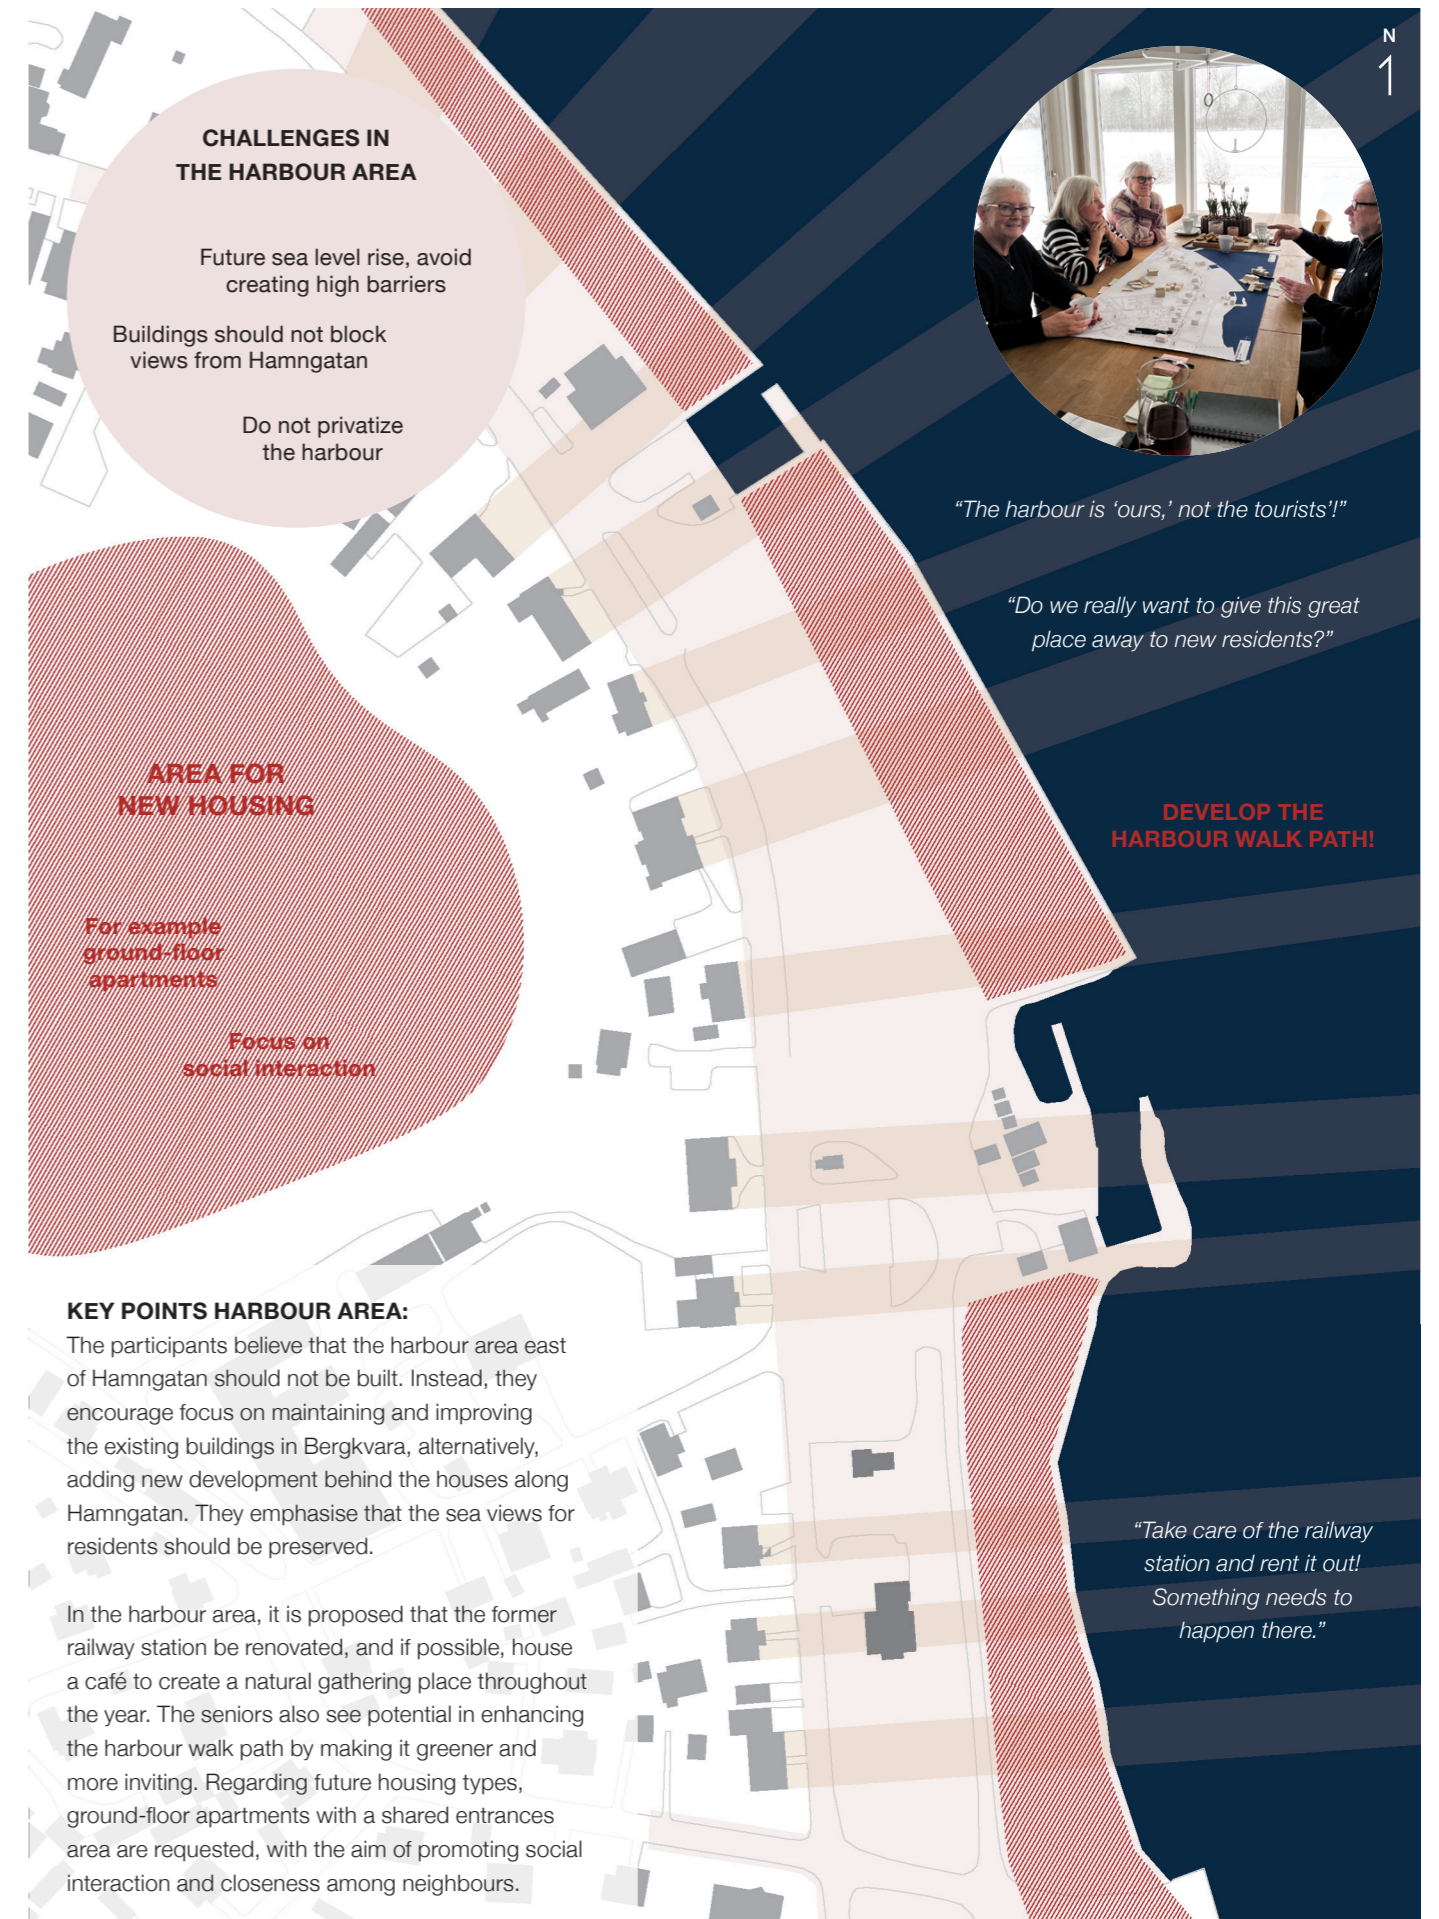 N
CHALLENGES IN
THE HARBOUR AREA
Future sea level rise, avoid
creating high barriers
Buildings should not block
views from Hamngatan
Do not privatize
the harbour
“The harbour is ‘ours,’ not the tourists’!”
“Do we really want to give this great
place away to new residents?”
AREA FOR
NEW HOUSING
For example
ground-floor
apartments
Focus on
social interaction
DEVELOP THE
HARBOUR WALK PATH!
KEY POINTS HARBOUR AREA:
The participants believe that the harbour area east
of Hamngatan should not be built. Instead, they
encourage focus on maintaining and improving
the existing buildings in Bergkvara, alternatively,
adding new development behind the houses along
Hamngatan. They emphasise that the sea views for
residents should be preserved.
In the harbour area, it is proposed that the former
railway station be renovated, and if possible, house
a café to create a natural gathering place throughout
the year. The seniors also see potential in enhancing
the harbour walk path by making it greener and
more inviting. Regarding future housing types,
ground-floor apartments with a shared entrances
area are requested, with the aim of promoting social
interaction and closeness among neighbours.
“Take care of the railway
station and rent it out!
Something needs to
happen there.”